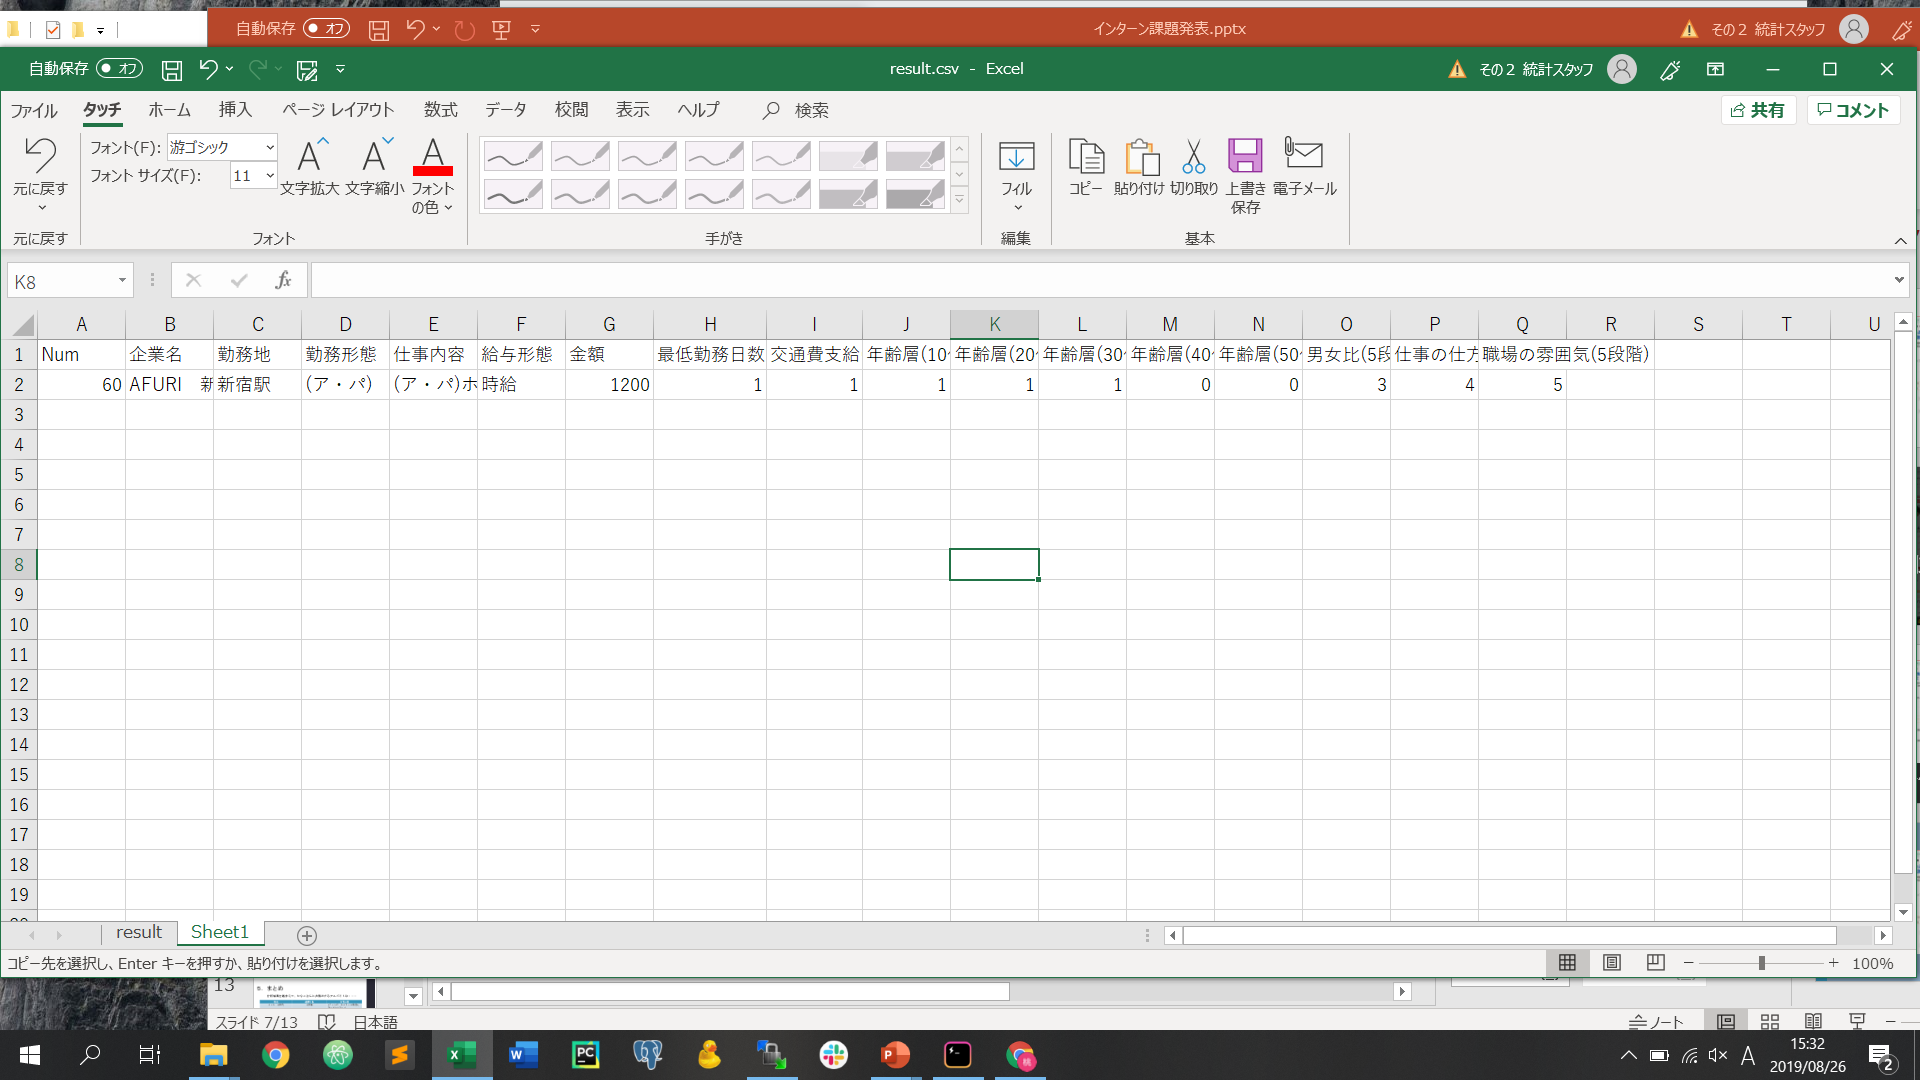 自動保存 オフ
インターン課題発表.pptx
その2 統計スタッフ
自動保存 オフ
result.csv - Excel
その2 統計スタッフ
ファイル タッチ ホーム 挿入 ページ レイアウト 数式 データ 校閲 表示 ヘルプ 検索
共有 コメント
元に戻す
フォント(F): 游ゴシック
フォント サイズ(F): 11
文字拡大 文字縮小 フォントの色
フィル
コピー 貼り付け 切り取り 上書き保存 電子メール
元に戻す フォント 手がき 編集 基本
K8 fx
A B C D E F G H I J K L M N O P Q R S T U
1 Num 企業名 勤務地 勤務形態 仕事内容 給与形態 金額 最低勤務日数 交通費支給 年齢層(10 年齢層(20 年齢層(30 年齢層(40 年齢層(50 男女比(5段 仕事の仕方 職場の雰囲気(5段階)
2 60 AFURI 新 新宿駅 (ア・パ) (ア・パ)ホ 時給 1200 1 1 1 1 1 0 0 3 4 5
3
4
5
6
7
8
9
10
11
12
13
14
15
16
17
18
19
result Sheet1
コピー先を選択し、Enter キーを押すか、貼り付けを選択します。
100%
13
スライド 7/13 日本語
ノート
A
15:32
2019/08/26
2